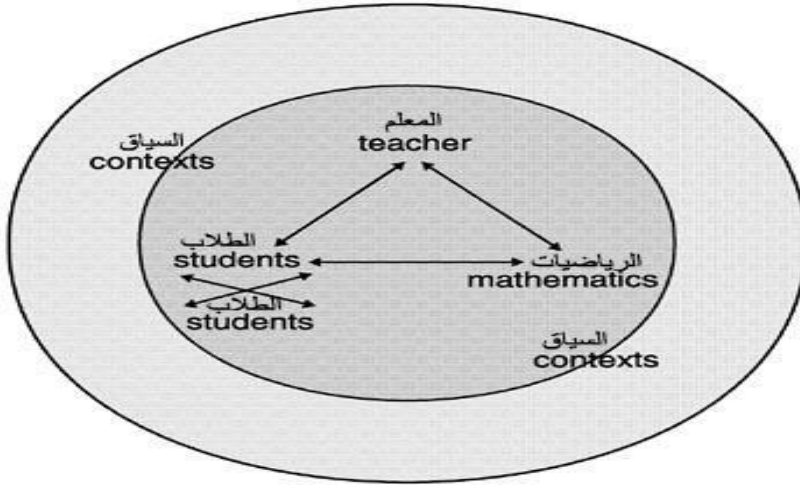 المعلم
teacher
السياق
contexts
الطلاب
students
الرياضيات
mathematics
الطلاب
students
السياق
contexts